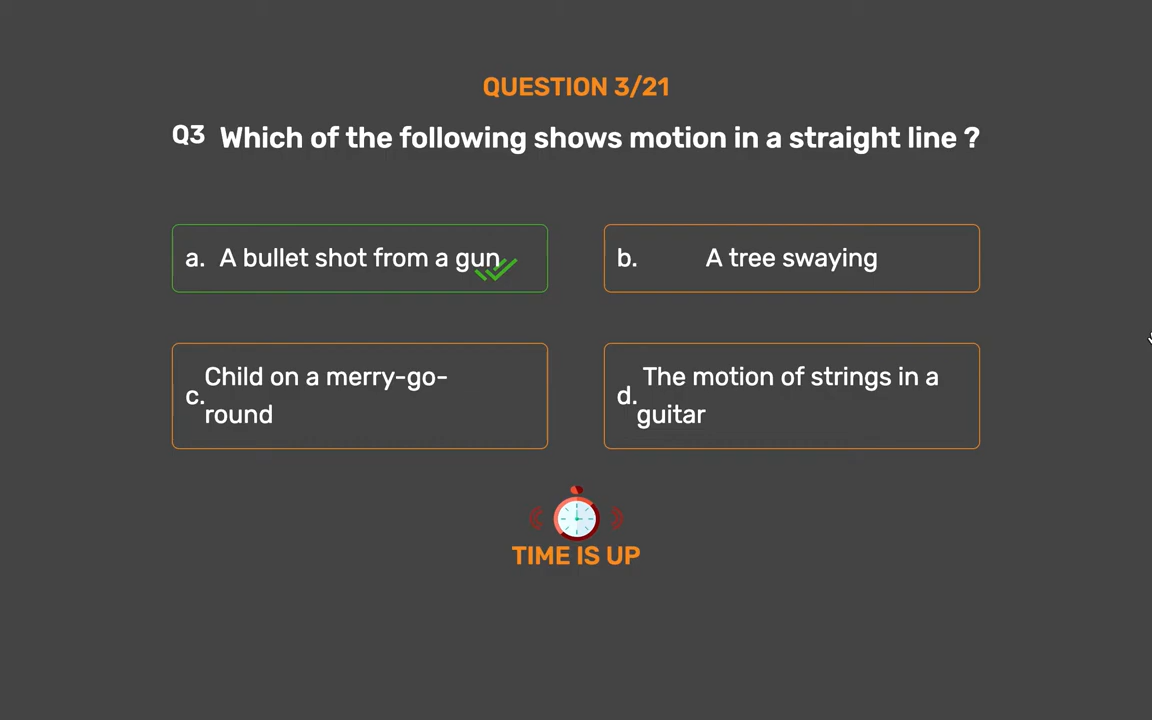 QUESTION 3/21
Q3 Which of the following shows motion in a straight line ?
a. A bullet shot from a gun
b. A tree swaying
c. Child on a merry-go-
round
d. The motion of strings in a
guitar
TIME IS UP